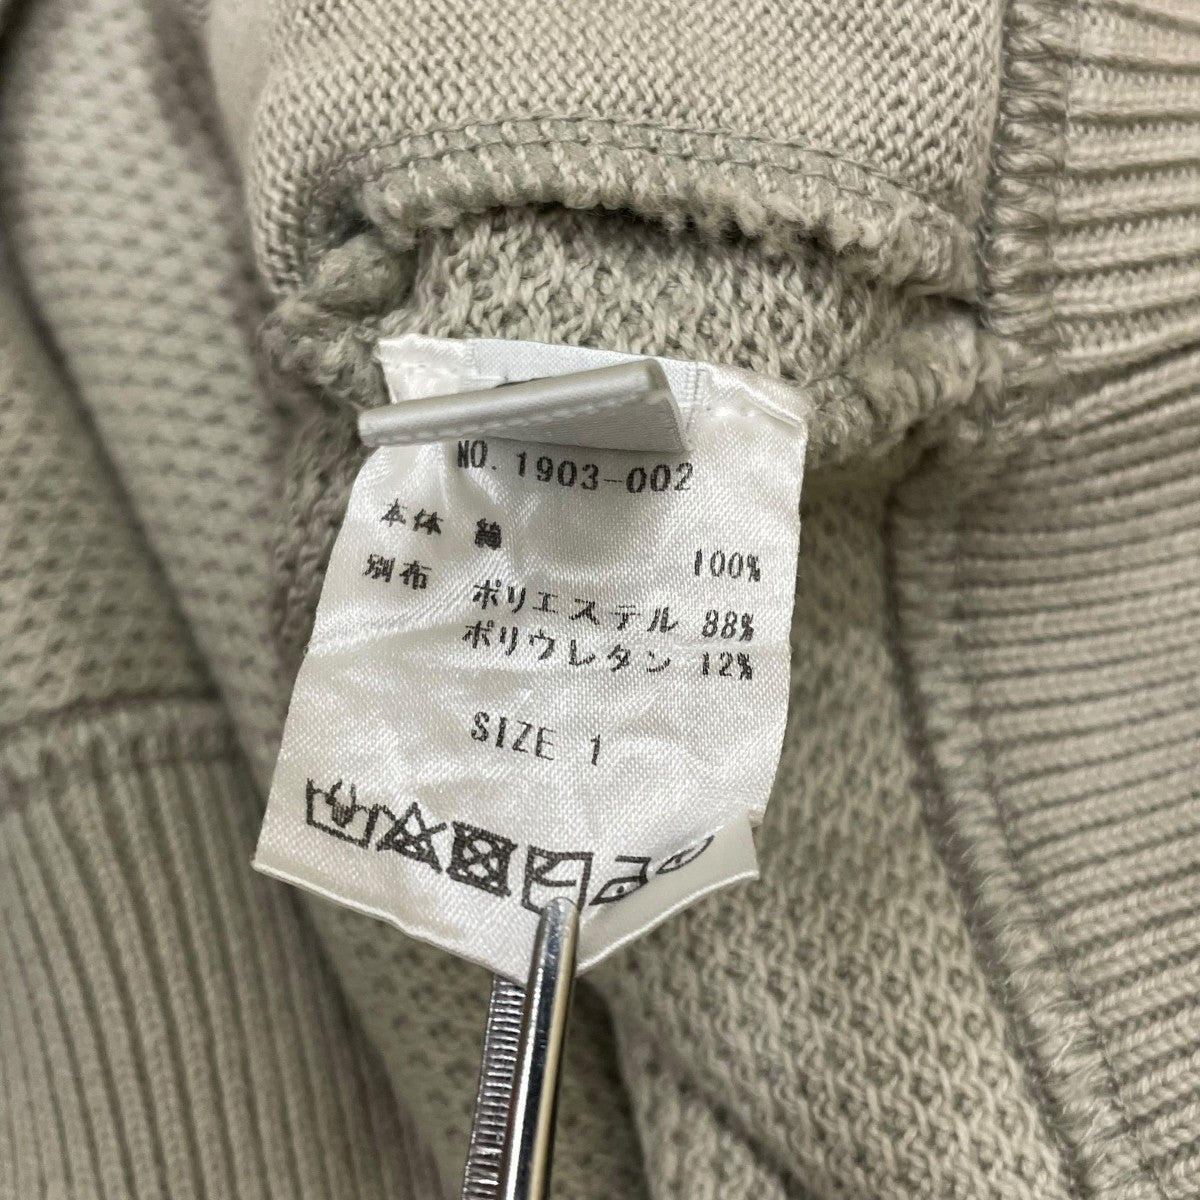 NO. 1903-002
本体 綿 100%
別布 ポリエステル 88%
ポリウレタン 12%
SIZE 1